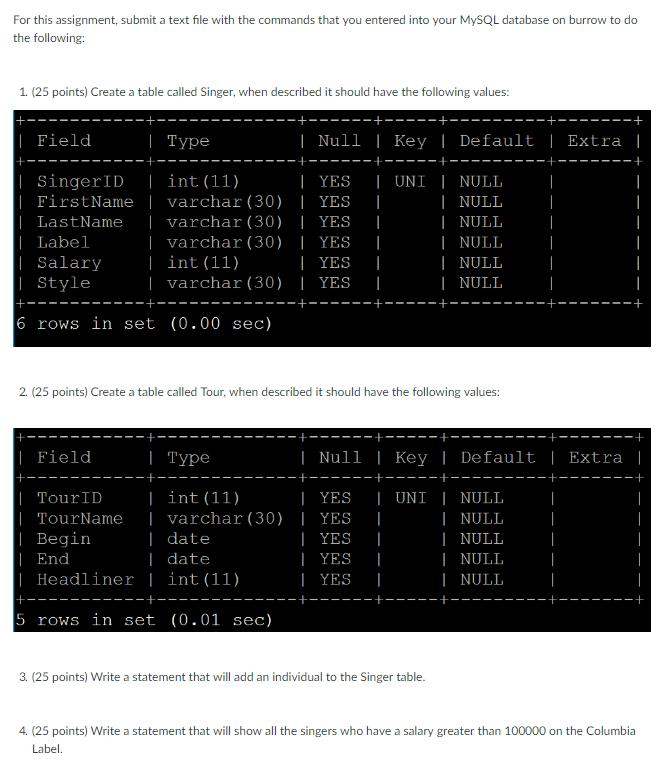 For this assignment, submit a text file with the commands that you entered into your MySQL database on burrow to do
the following:
1. (25 points) Create a table called Singer, when described it should have the following values:
+-----------+-------------+------+-----+---------+-------+
| Field | Type | Null | Key | Default | Extra |
+-----------+-------------+------+-----+---------+-------+
| SingerID | int(11) | YES | UNI | NULL | |
| FirstName | varchar(30) | YES | | NULL | |
| LastName | varchar(30) | YES | | NULL | |
| Label | varchar(30) | YES | | NULL | |
| Salary | int(11) | YES | | NULL | |
| Style | varchar(30) | YES | | NULL | |
+-----------+-------------+------+-----+---------+-------+
6 rows in set (0.00 sec)
2. (25 points) Create a table called Tour, when described it should have the following values:
+-----------+-------------+------+-----+---------+-------+
| Field | Type | Null | Key | Default | Extra |
+-----------+-------------+------+-----+---------+-------+
| TourID | int(11) | YES | UNI | NULL | |
| TourName | varchar(30) | YES | | NULL | |
| Begin | date | YES | | NULL | |
| End | date | YES | | NULL | |
| Headliner | int(11) | YES | | NULL | |
+-----------+-------------+------+-----+---------+-------+
5 rows in set (0.01 sec)
3. (25 points) Write a statement that will add an individual to the Singer table.
4. (25 points) Write a statement that will show all the singers who have a salary greater than 100000 on the Columbia
Label.